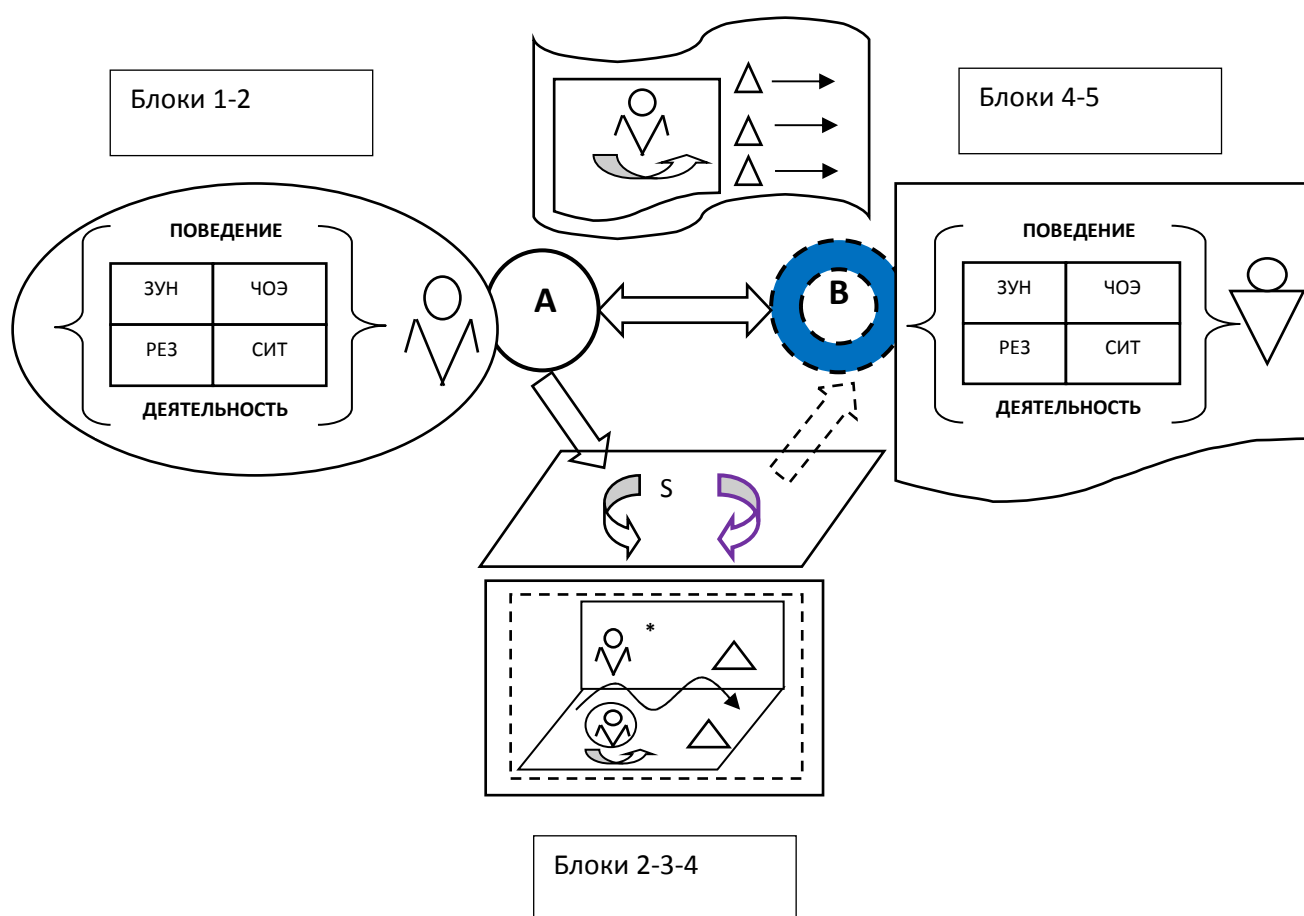 Блоки 1-2
Блоки 4-5
ПОВЕДЕНИЕ
ЗУН ЧОЭ
РЕЗ СИТ
ДЕЯТЕЛЬНОСТЬ
A
B
ПОВЕДЕНИЕ
ЗУН ЧОЭ
РЕЗ СИТ
ДЕЯТЕЛЬНОСТЬ
S
*
Блоки 2-3-4